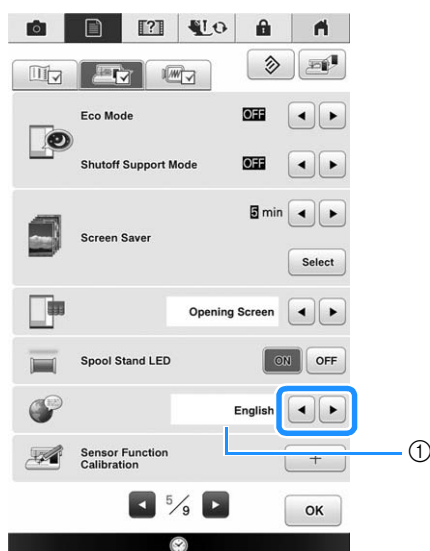 Eco Mode OFF
Shutoff Support Mode OFF
5 min
Screen Saver
Select
Opening Screen
Spool Stand LED ON OFF
English
①
Sensor Function
Calibration
+
5/9
OK